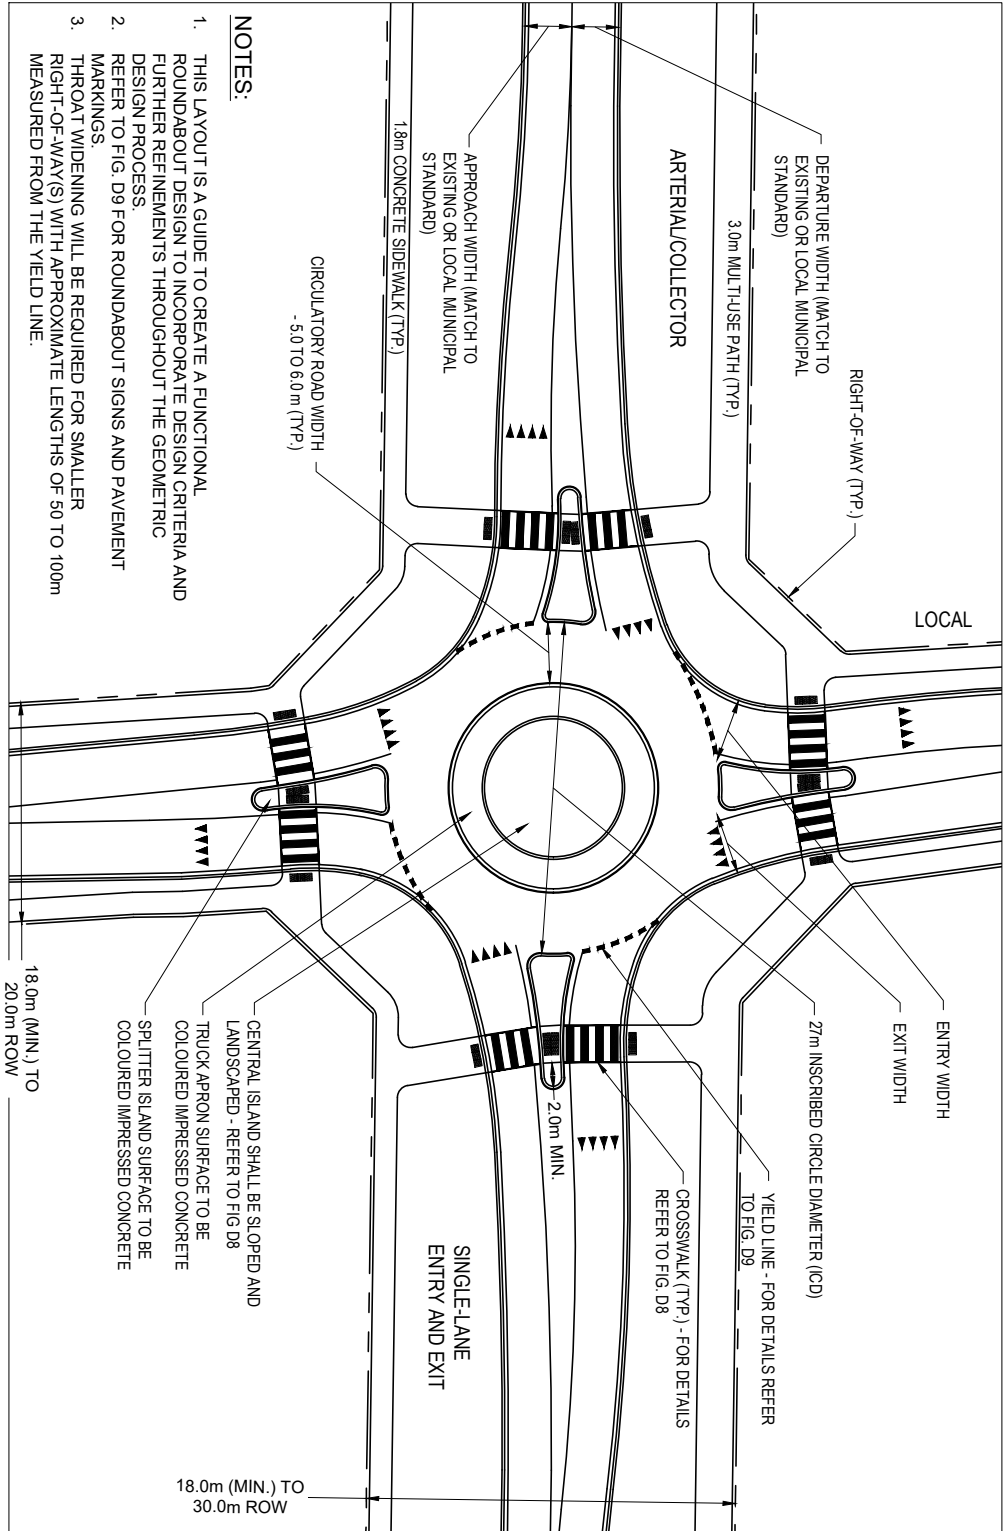 LOCAL
RIGHT-OF-WAY (TYP.)
DEPARTURE WIDTH (MATCH TO
EXISTING OR LOCAL MUNICIPAL
STANDARD)
3.0m MULTI-USE PATH (TYP.)
ARTERIAL/COLLECTOR
APPROACH WIDTH (MATCH TO
EXISTING OR LOCAL MUNICIPAL
STANDARD)
1.8m CONCRETE SIDEWALK (TYP.)
CIRCULATORY ROAD WIDTH
- 5.0 TO 6.0 m (TYP.)
ENTRY WIDTH
EXIT WIDTH
27m INSCRIBED CIRCLE DIAMETER (ICD)
YIELD LINE - FOR DETAILS REFER
TO FIG. D9
CROSSWALK (TYP.) - FOR DETAILS
REFER TO FIG. D8
2.0m MIN.
SINGLE-LANE
ENTRY AND EXIT
CENTRAL ISLAND SHALL BE SLOPED AND
LANDSCAPED - REFER TO FIG D8
TRUCK APRON SURFACE TO BE
COLOURED IMPRESSED CONCRETE
SPLITTER ISLAND SURFACE TO BE
COLOURED IMPRESSED CONCRETE
18.0m (MIN.) TO
20.0m ROW
18.0m (MIN.) TO
30.0m ROW
NOTES:
1. THIS LAYOUT IS A GUIDE TO CREATE A FUNCTIONAL
ROUNDABOUT DESIGN TO INCORPORATE DESIGN CRITERIA AND
FURTHER REFINEMENTS THROUGHOUT THE GEOMETRIC
DESIGN PROCESS.
2. REFER TO FIG. D9 FOR ROUNDABOUT SIGNS AND PAVEMENT
MARKINGS.
3. THROAT WIDENING WILL BE REQUIRED FOR SMALLER
RIGHT-OF-WAY(S) WITH APPROXIMATE LENGTHS OF 50 TO 100m
MEASURED FROM THE YIELD LINE.